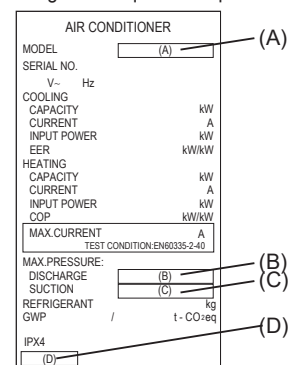 AIR CONDITIONER
MODEL (A) (A)
SERIAL NO.
V~ Hz
COOLING
CAPACITY kW
CURRENT A
INPUT POWER kW
EER kW/kW
HEATING
CAPACITY kW
CURRENT A
INPUT POWER kW
COP kW/kW
MAX.CURRENT A
TEST CONDITION:EN60335-2-40
MAX.PRESSURE:
DISCHARGE (B) (B)
SUCTION (C) (C)
REFRIGERANT kg
GWP / t - CO2eq
IPX4
(D) (D)